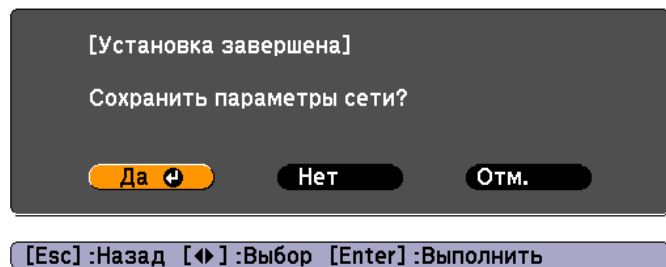 [Установка завершена]
Сохранить параметры сети?
Да Нет Отм.
[Esc] :Назад [◆] :Выбор [Enter] :Выполнить